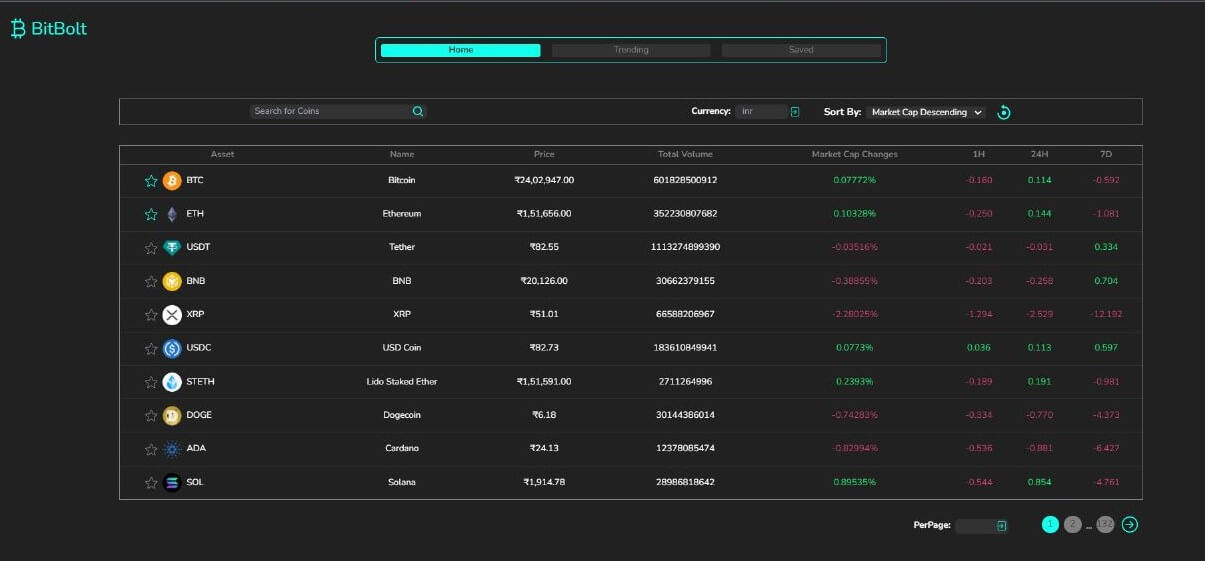 BitBolt
Home Trending Saved
Search for Coins Currency: inr Sort By: Market Cap Descending
Asset Name Price Total Volume Market Cap Changes 1H 24H 7D
BTC Bitcoin ₹24,02,947.00 601828500912 0.07772% -0.160 0.114 -0.592
ETH Ethereum ₹1,51,656.00 352230807682 0.10328% -0.250 0.144 -1.081
USDT Tether ₹82.55 1113274899390 -0.03516% -0.021 -0.031 0.334
BNB BNB ₹20,126.00 30662379155 -0.38855% -0.203 -0.258 0.704
XRP XRP ₹51.01 66588206967 -2.28025% -1.294 -2.529 -12.192
USDC USD Coin ₹82.73 183610849941 0.0773% 0.036 0.113 0.597
STETH Lido Staked Ether ₹1,51,591.00 2711264996 0.2393% -0.189 0.191 -0.981
DOGE Dogecoin ₹6.18 30144386014 -0.74283% -0.334 -0.770 -4.373
ADA Cardano ₹24.13 12378085474 -0.82994% -0.536 -0.881 -6.427
SOL Solana ₹1,914.78 28986818642 0.89535% -0.544 0.854 -4.761
PerPage: 1 2 ... 132